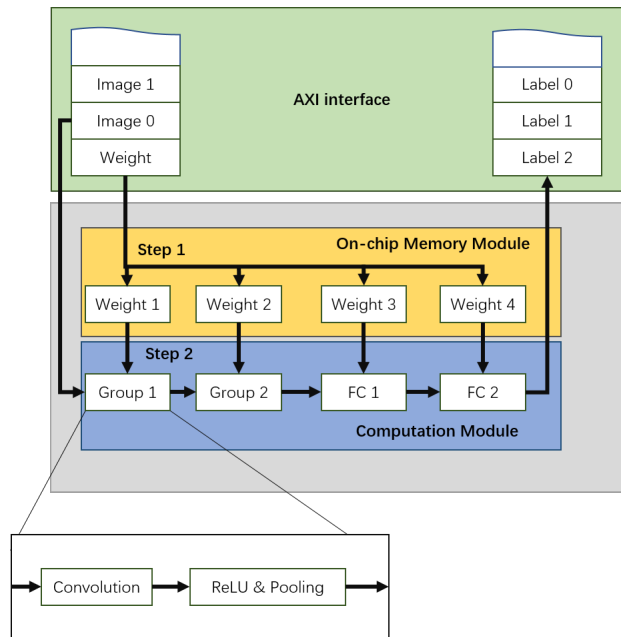 Image 1
Image 0
Weight
AXI interface
Label 0
Label 1
Label 2
Step 1
On-chip Memory Module
Weight 1
Weight 2
Weight 3
Weight 4
Step 2
Group 1
Group 2
FC 1
FC 2
Computation Module
Convolution
ReLU & Pooling